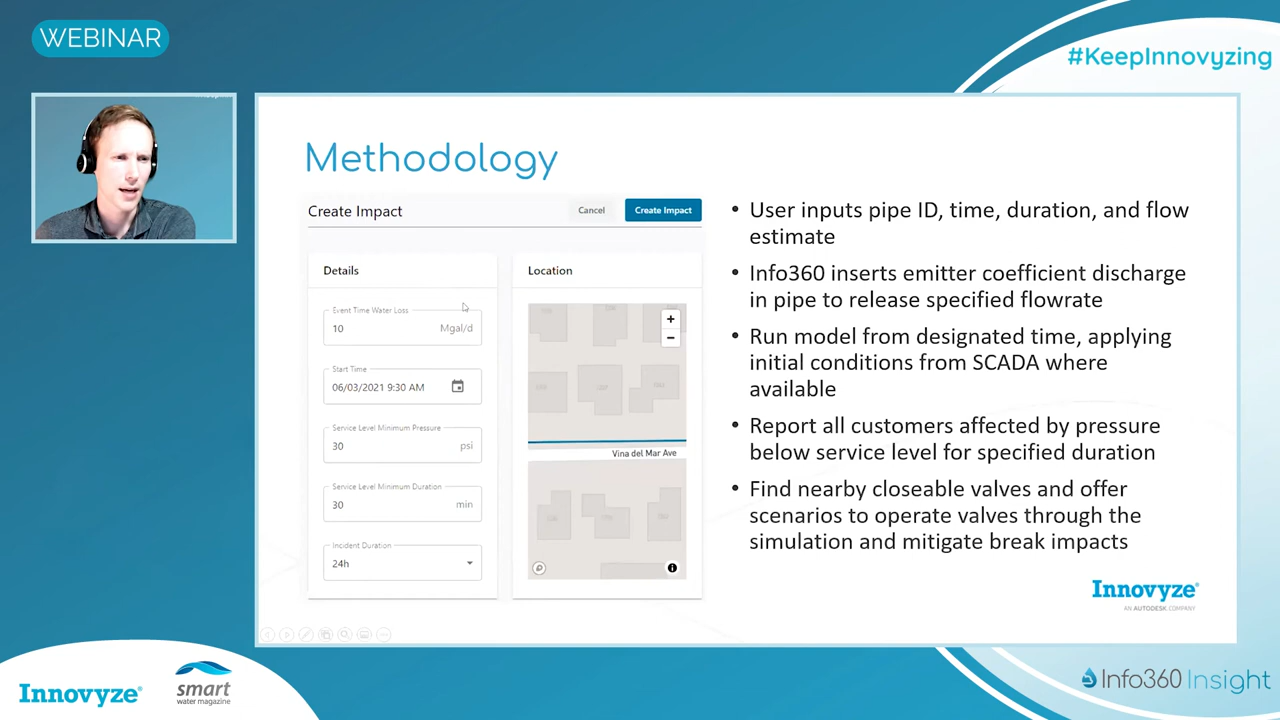 WEBINAR
#KeepInnovyzing
Methodology
Create Impact
Cancel
Create Impact
Details
Location
Event Time Water Loss
10
Mgal/d
Start Time
06/03/2021 9:30 AM
Service Level Minimum Pressure
30
psi
Service Level Minimum Duration
30
min
Incident Duration
24h
+
−
Vina del Mar Ave
• User inputs pipe ID, time, duration, and flow
estimate
• Info360 inserts emitter coefficient discharge
in pipe to release specified flowrate
• Run model from designated time, applying
initial conditions from SCADA where
available
• Report all customers affected by pressure
below service level for specified duration
• Find nearby closeable valves and offer
scenarios to operate valves through the
simulation and mitigate break impacts
Innovyze®
AN AUTODESK COMPANY
Innovyze®
smart
water magazine
Info360 Insight